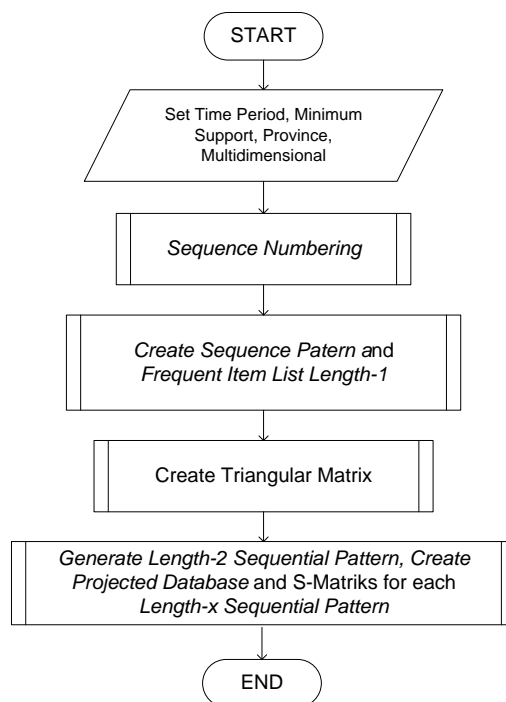 START
Set Time Period, Minimum
Support, Province,
Multidimensional
Sequence Numbering
Create Sequence Patern and
Frequent Item List Length-1
Create Triangular Matrix
Generate Length-2 Sequential Pattern, Create
Projected Database and S-Matriks for each
Length-x Sequential Pattern
END